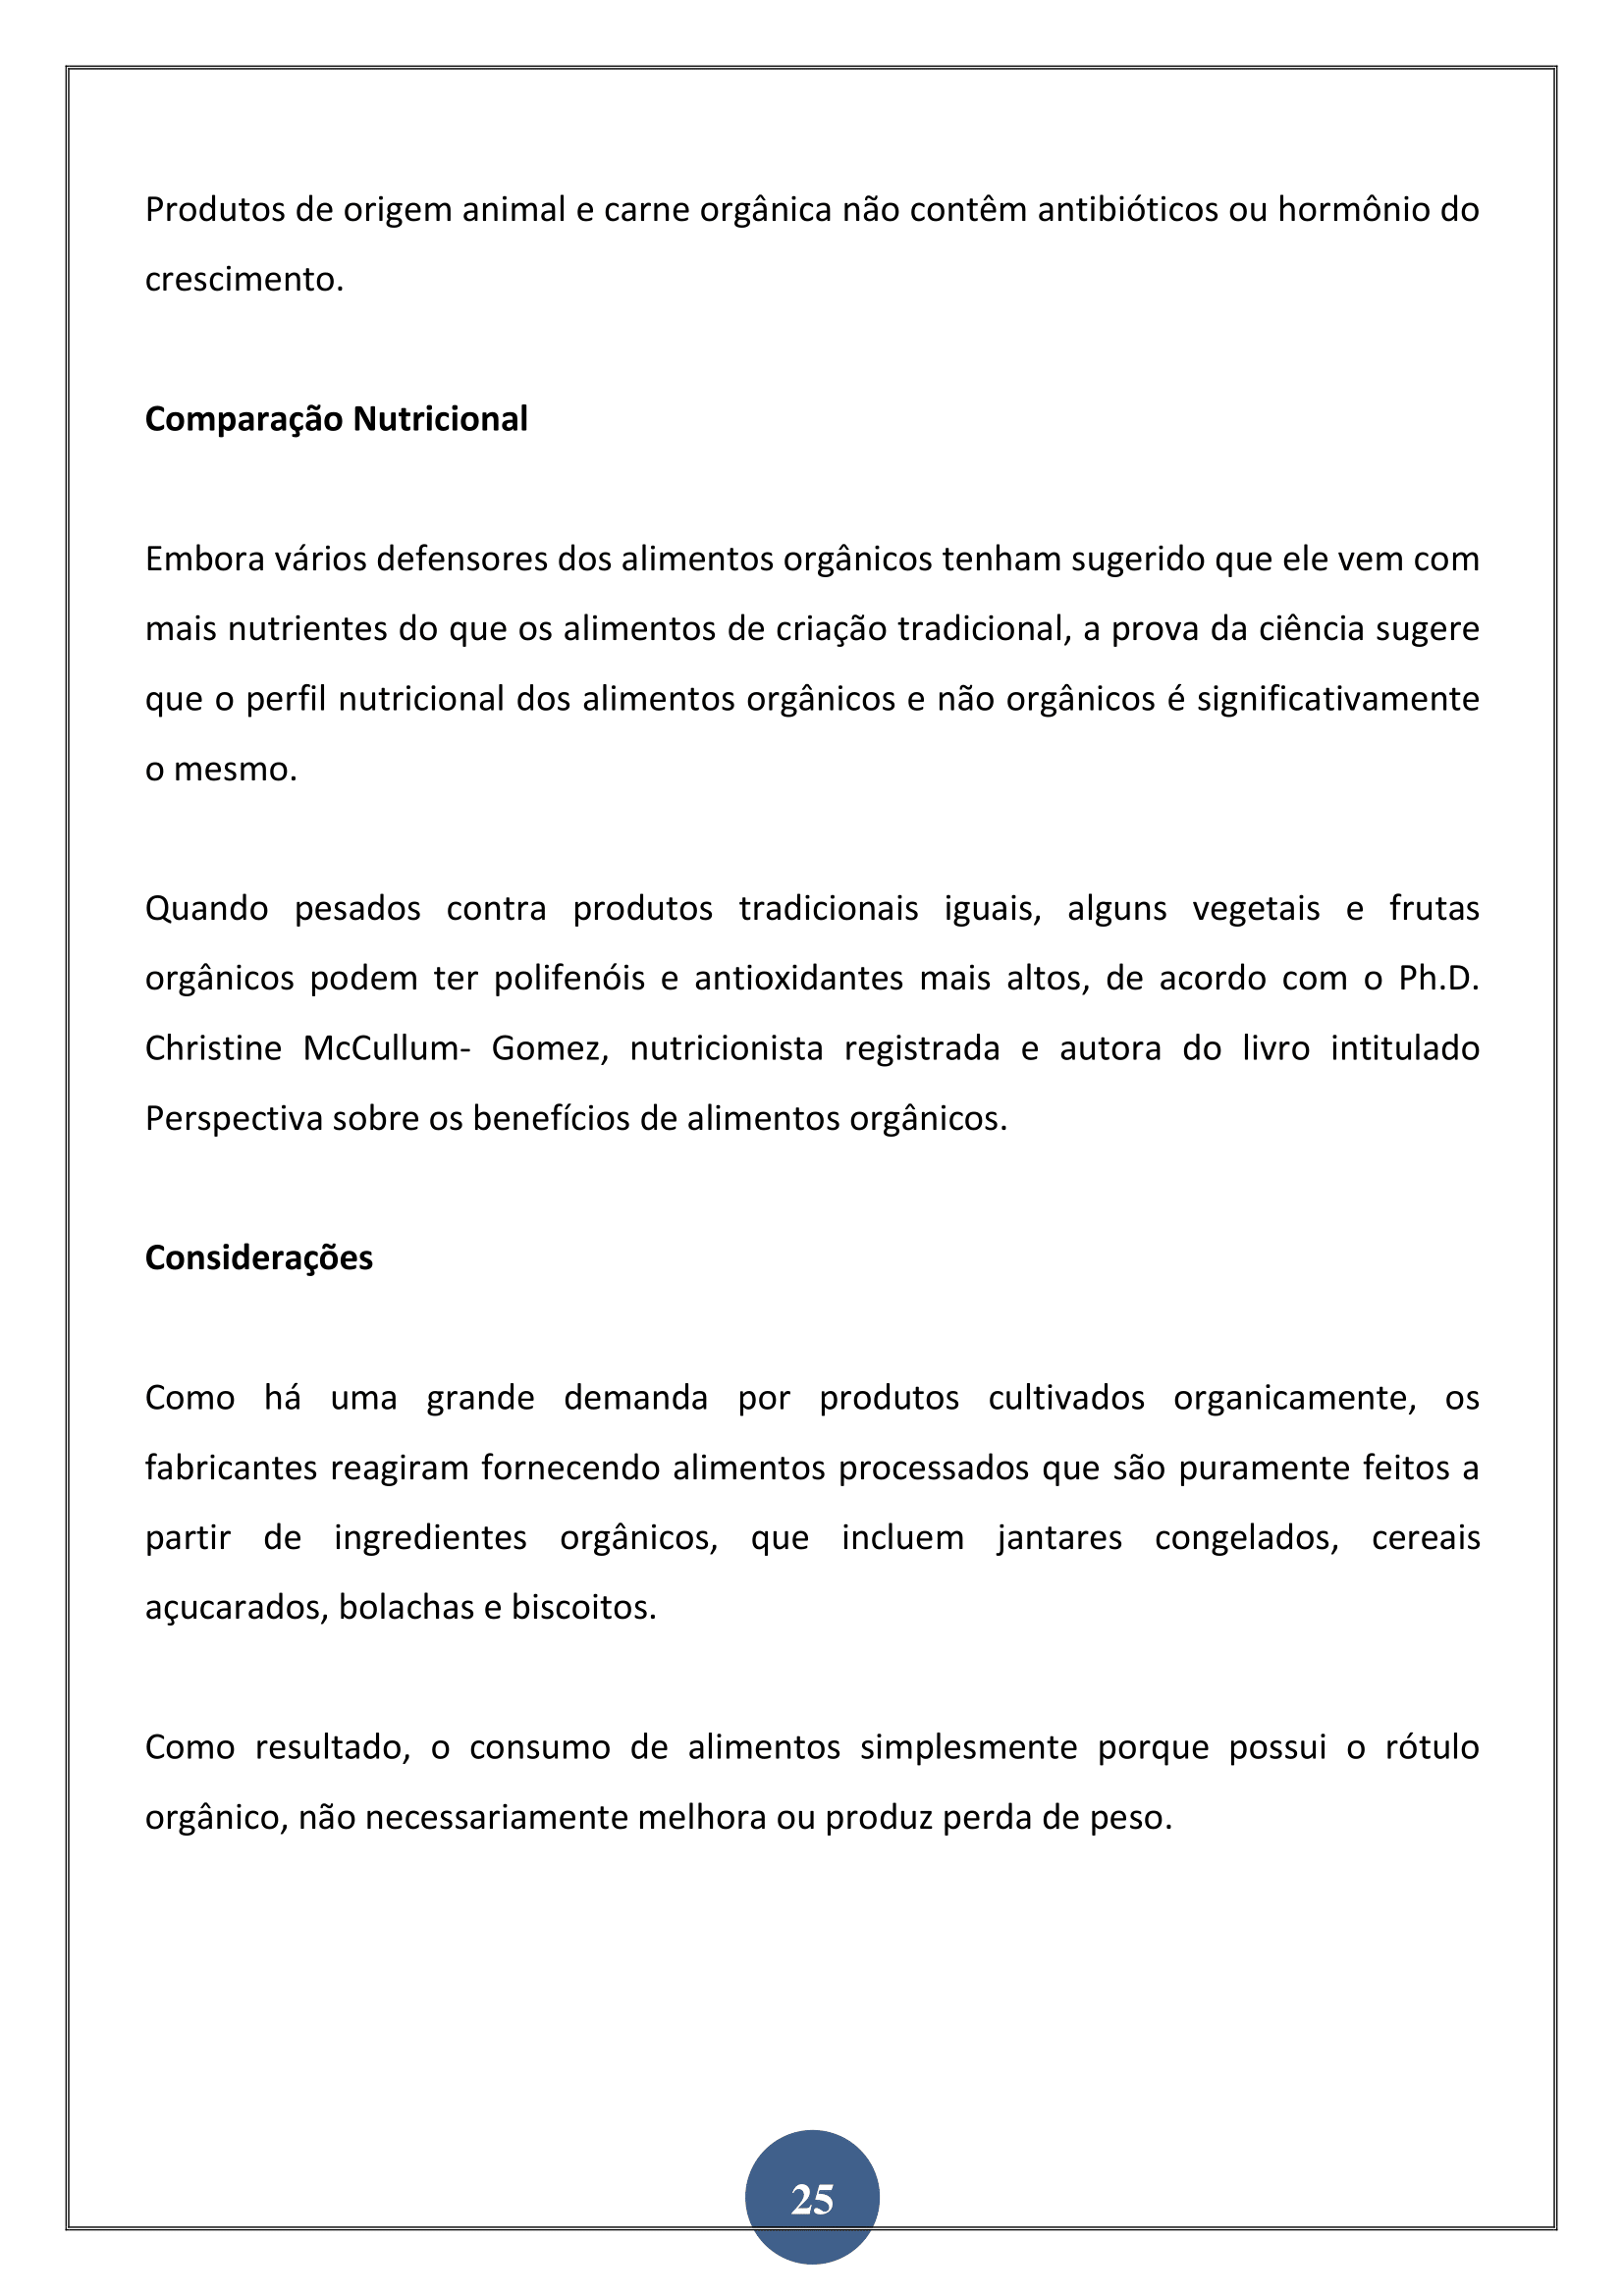 Produtos de origem animal e carne orgânica não contêm antibióticos ou hormônio do
crescimento.
Comparação Nutricional
Embora vários defensores dos alimentos orgânicos tenham sugerido que ele vem com
mais nutrientes do que os alimentos de criação tradicional, a prova da ciência sugere
que o perfil nutricional dos alimentos orgânicos e não orgânicos é significativamente
o mesmo.
Quando pesados contra produtos tradicionais iguais, alguns vegetais e frutas
orgânicos podem ter polifenóis e antioxidantes mais altos, de acordo com o Ph.D.
Christine McCullum- Gomez, nutricionista registrada e autora do livro intitulado
Perspectiva sobre os benefícios de alimentos orgânicos.
Considerações
Como há uma grande demanda por produtos cultivados organicamente, os
fabricantes reagiram fornecendo alimentos processados que são puramente feitos a
partir de ingredientes orgânicos, que incluem jantares congelados, cereais
açucarados, bolachas e biscoitos.
Como resultado, o consumo de alimentos simplesmente porque possui o rótulo
orgânico, não necessariamente melhora ou produz perda de peso.
25